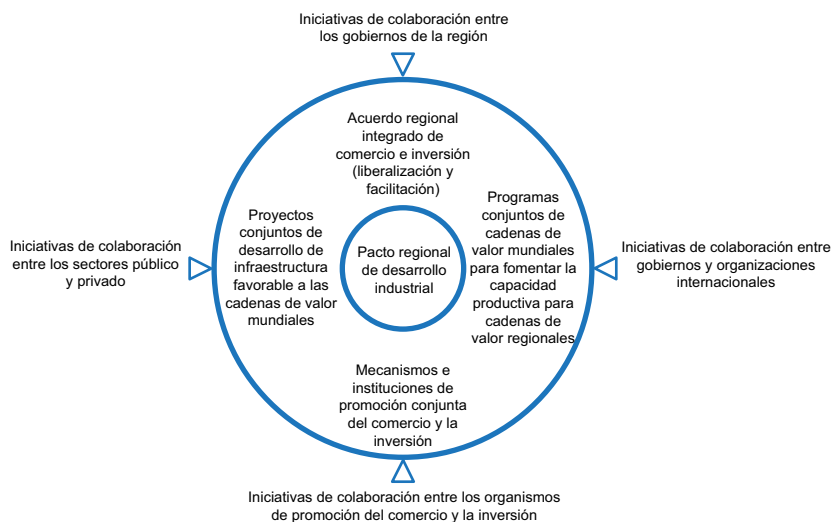 Iniciativas de colaboración entre
los gobiernos de la región
Acuerdo regional
integrado de
comercio e inversión
(liberalización y
facilitación)
Proyectos
conjuntos de
desarrollo de
infraestructura
favorable a las
cadenas de valor
mundiales
Pacto regional
de desarrollo
industrial
Programas
conjuntos de
cadenas de
valor mundiales
para fomentar la
capacidad
productiva para
cadenas de
valor regionales
Iniciativas de colaboración
entre los sectores público
y privado
Iniciativas de colaboración entre
gobiernos y organizaciones
internacionales
Mecanismos e
instituciones de
promoción conjunta
del comercio y la
inversión
Iniciativas de colaboración entre los organismos
de promoción del comercio y la inversión